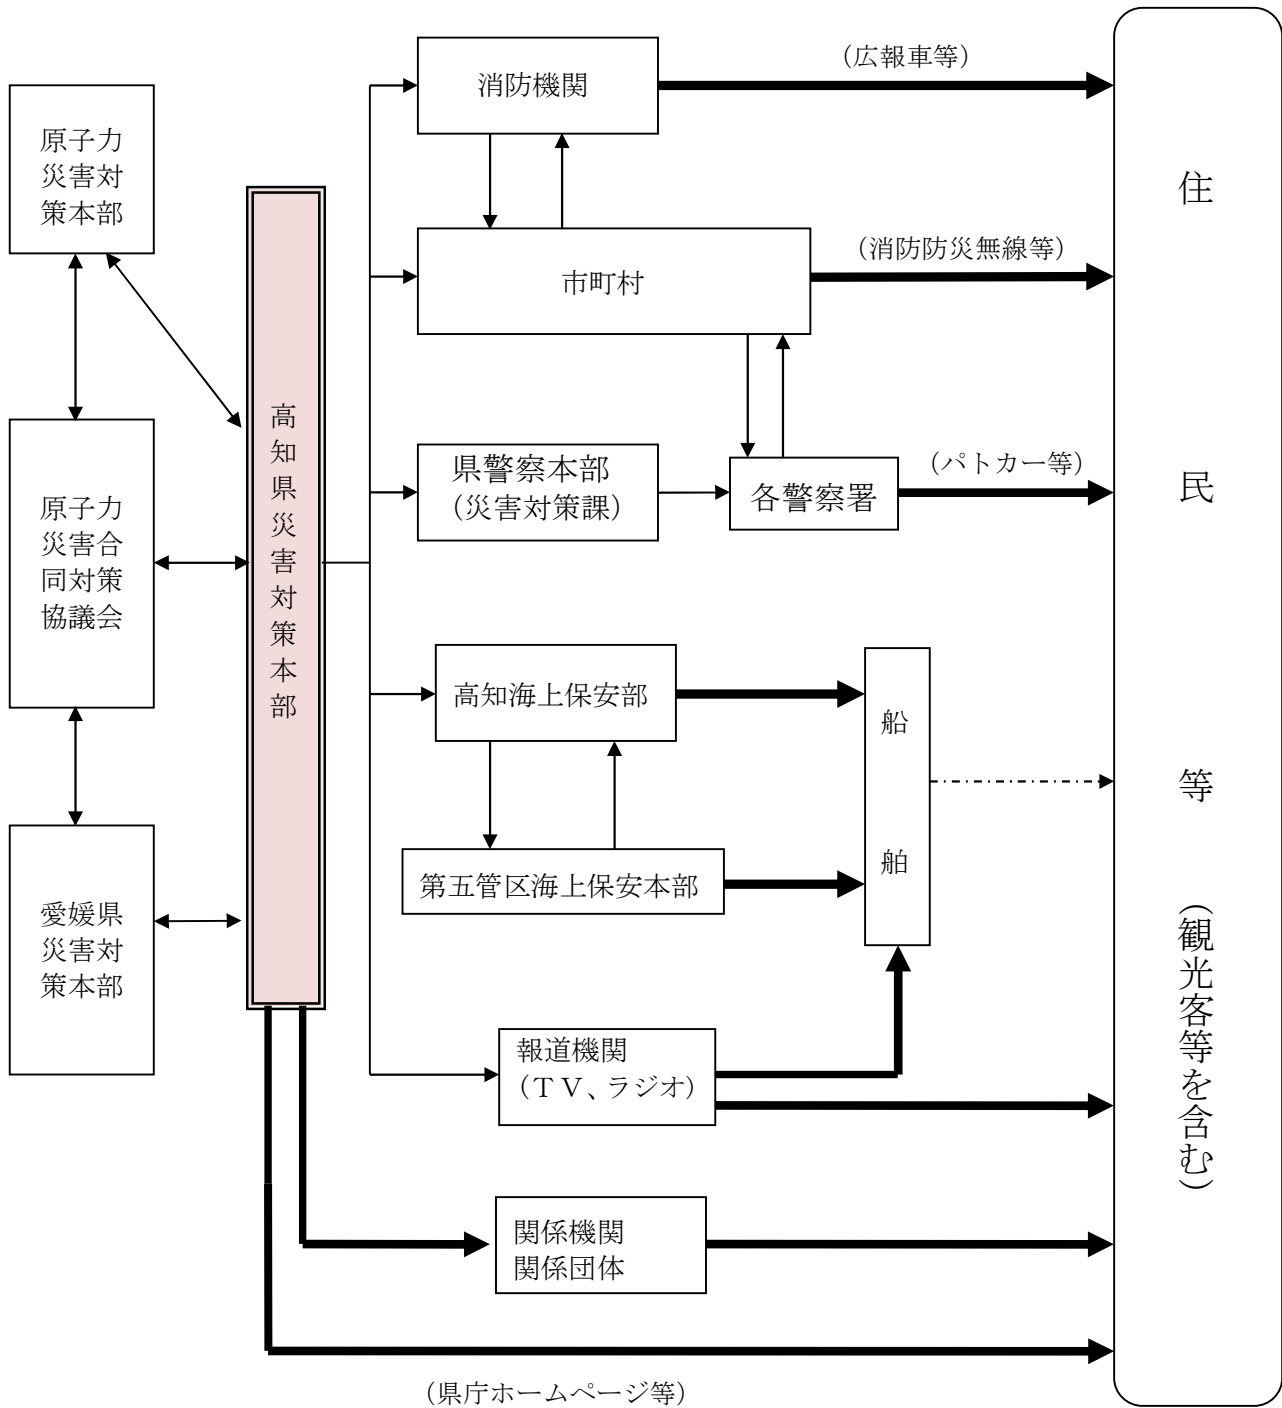 原子力
災害対
策本部
原子力
災害合
同対策
協議会
愛媛県
災害対
策本部
高知県災害対策本部
消防機関
(広報車等)
市町村
(消防防災無線等)
県警察本部
(災害対策課)
各警察署
(パトカー等)
高知海上保安部
第五管区海上保安本部
船舶
報道機関
(TV、ラジオ)
関係機関
関係団体
(県庁ホームページ等)
住民等(観光客等を含む)